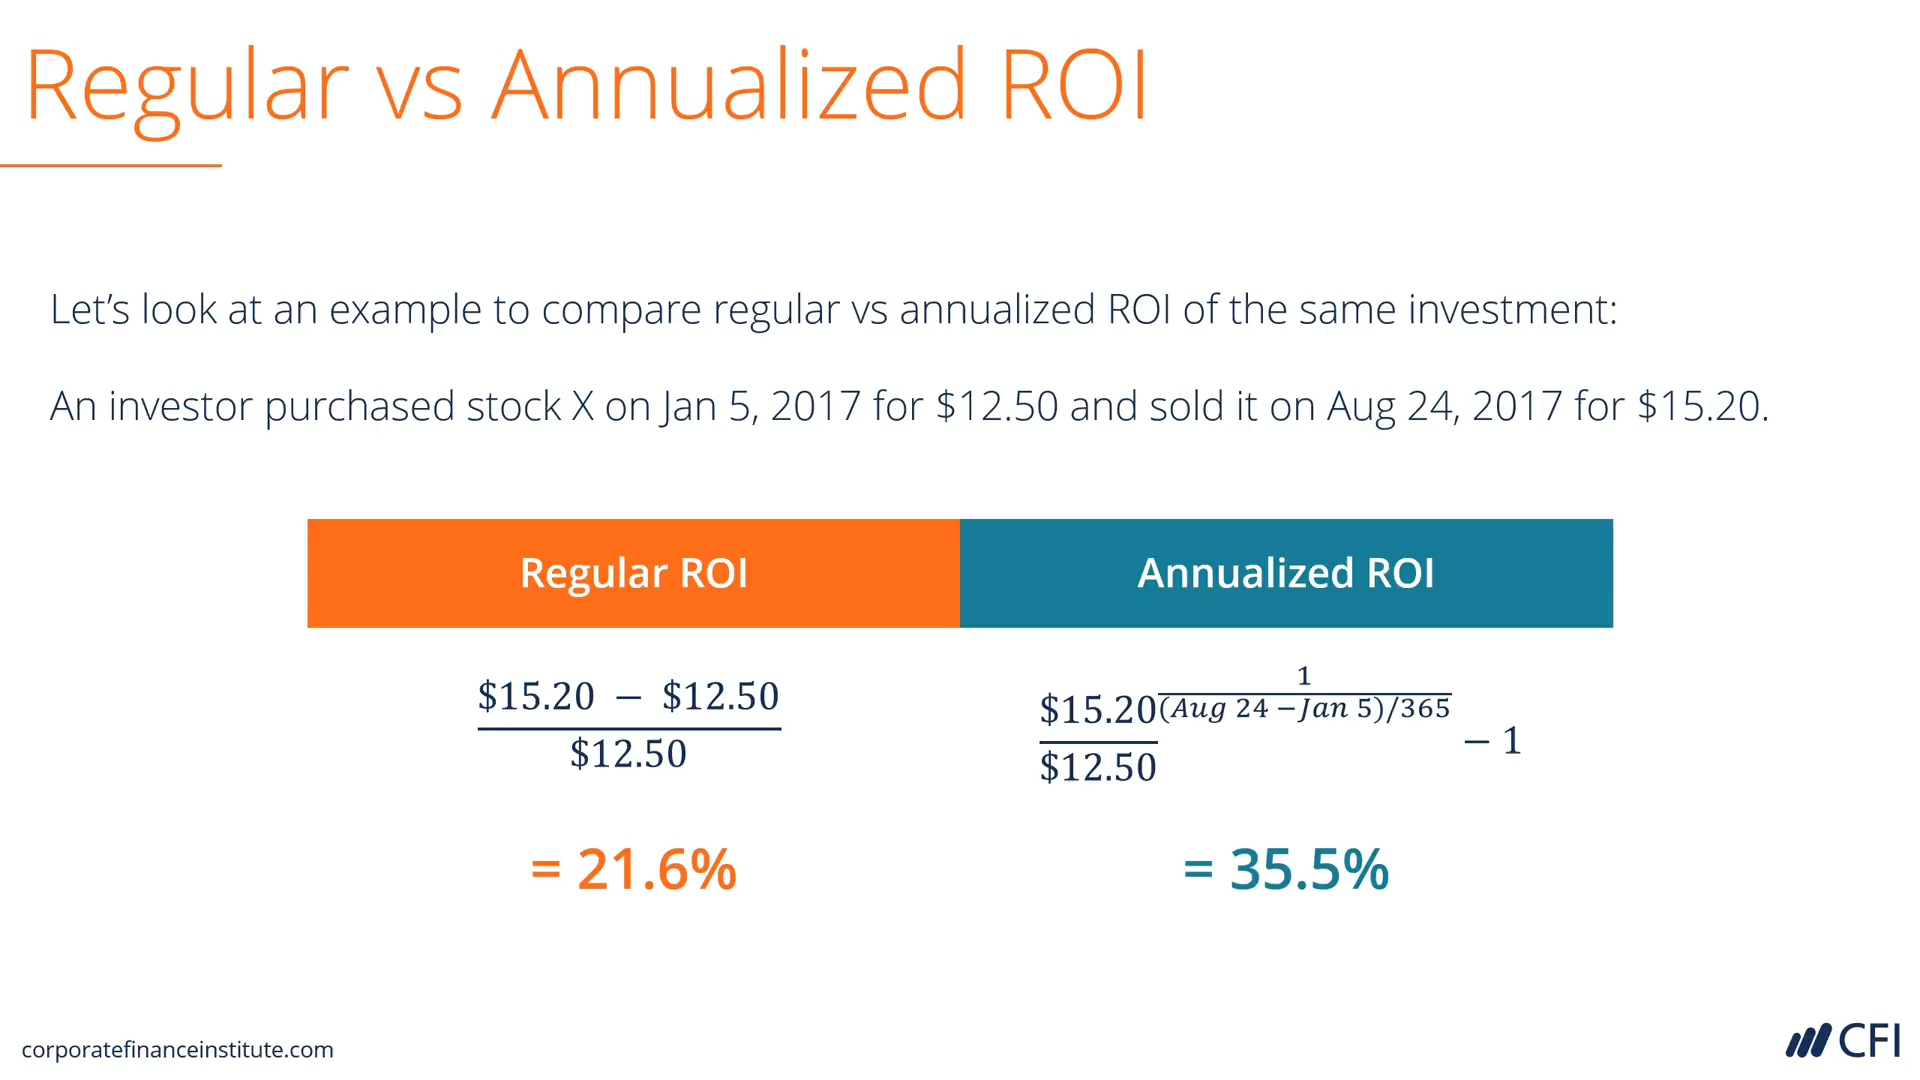 Regular vs Annualized ROI
Let’s look at an example to compare regular vs annualized ROI of the same investment:
An investor purchased stock X on Jan 5, 2017 for $12.50 and sold it on Aug 24, 2017 for $15.20.
Regular ROI
Annualized ROI
$15.20 − $12.50
$12.50
= 21.6%
1
$15.20 (Aug 24 −Jan 5)/365
− 1
$12.50
= 35.5%
corporatefinanceinstitute.com
CFI